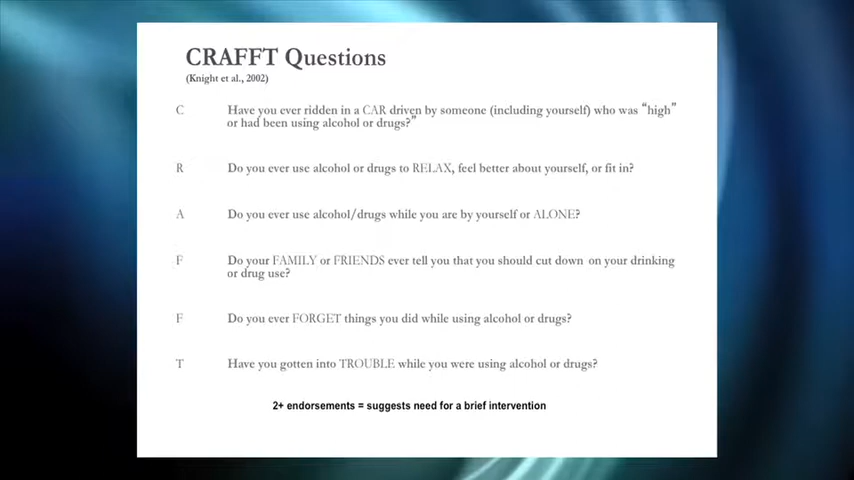 CRAFFT Questions
(Knight et al., 2002)
C Have you ever ridden in a CAR driven by someone (including yourself) who was “high”
or had been using alcohol or drugs?”
R Do you ever use alcohol or drugs to RELAX, feel better about yourself, or fit in?
A Do you ever use alcohol/drugs while you are by yourself or ALONE?
F Do your FAMILY or FRIENDS ever tell you that you should cut down on your drinking
or drug use?
F Do you ever FORGET things you did while using alcohol or drugs?
T Have you gotten into TROUBLE while you were using alcohol or drugs?
2+ endorsements = suggests need for a brief intervention